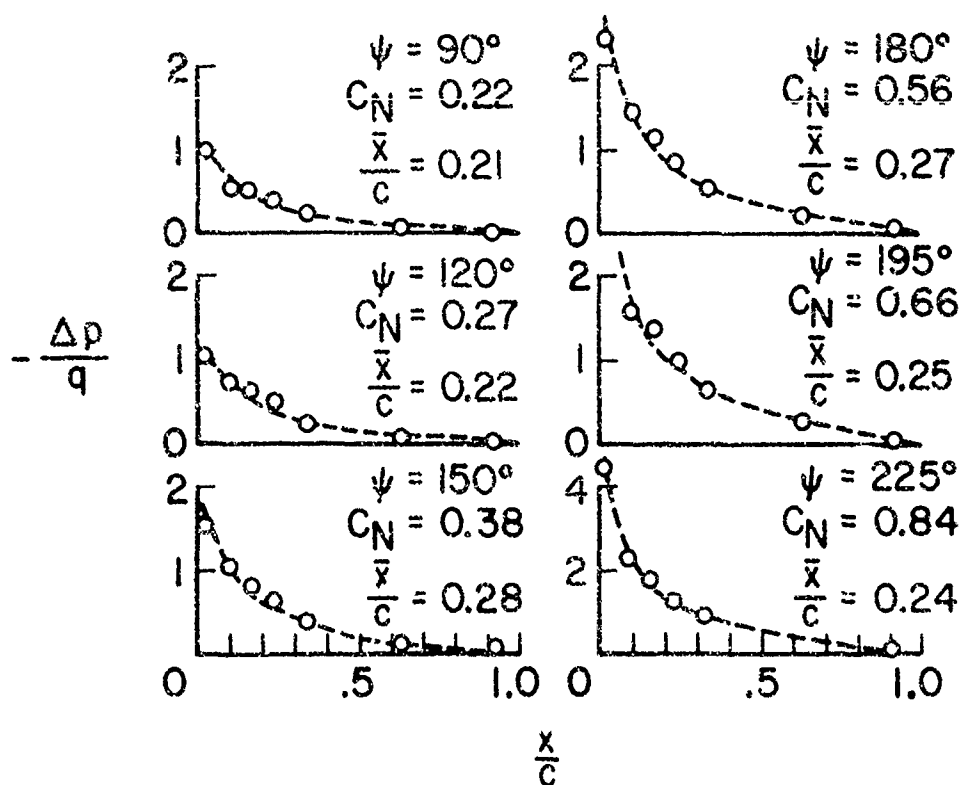 ψ = 90°
C_N = 0.22
x̄/c = 0.21
2
1
0
ψ = 180°
C_N = 0.56
x̄/c = 0.27
2
1
0
ψ = 120°
C_N = 0.27
x̄/c = 0.22
2
1
0
ψ = 195°
C_N = 0.66
x̄/c = 0.25
2
1
0
- Δp/q
ψ = 150°
C_N = 0.38
x̄/c = 0.28
2
1
0 .5 1.0
ψ = 225°
C_N = 0.84
x̄/c = 0.24
4
2
0 .5 1.0
x/c